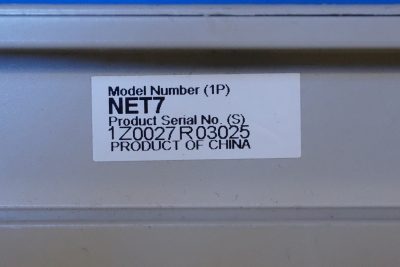 Model Number (1P)
NET7
Product Serial No. (S)
1Z0027R03025
PRODUCT OF CHINA